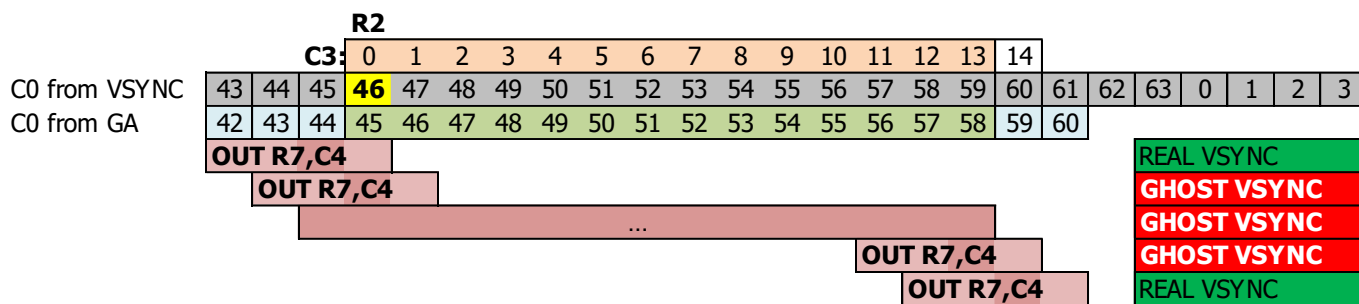 R2
C3: 0 1 2 3 4 5 6 7 8 9 10 11 12 13 14
C0 from VSYNC 43 44 45 46 47 48 49 50 51 52 53 54 55 56 57 58 59 60 61 62 63 0 1 2 3
C0 from GA 42 43 44 45 46 47 48 49 50 51 52 53 54 55 56 57 58 59 60
OUT R7,C4 REAL VSYNC
OUT R7,C4 GHOST VSYNC
... GHOST VSYNC
OUT R7,C4 GHOST VSYNC
OUT R7,C4 REAL VSYNC